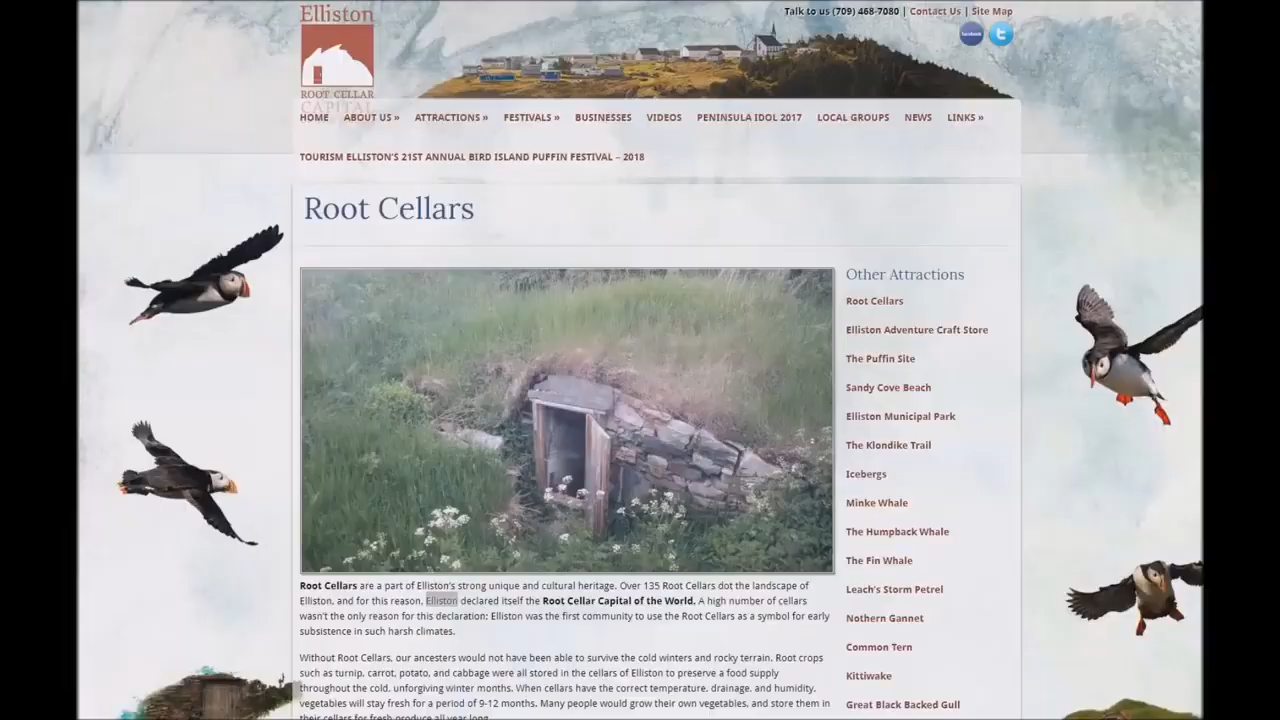 Elliston
ROOT CELLAR
CAPITAL
Talk to us (709) 468-7080 | Contact Us | Site Map
facebook
HOME ABOUT US » ATTRACTIONS » FESTIVALS » BUSINESSES VIDEOS PENINSULA IDOL 2017 LOCAL GROUPS NEWS LINKS »
TOURISM ELLISTON'S 21ST ANNUAL BIRD ISLAND PUFFIN FESTIVAL – 2018
Root Cellars
Root Cellars are a part of Elliston's strong unique and cultural heritage. Over 135 Root Cellars dot the landscape of
Elliston, and for this reason, Elliston declared itself the Root Cellar Capital of the World. A high number of cellars
wasn't the only reason for this declaration; Elliston was the first community to use the Root Cellars as a symbol for early
subsistence in such harsh climates.
Without Root Cellars, our ancesters would not have been able to survive the cold winters and rocky terrain. Root crops
such as turnip, carrot, potato, and cabbage were all stored in the cellars of Elliston to preserve a food supply
throughout the cold, unforgiving winter months. When cellars have the correct temperature, drainage, and humidity,
vegetables will stay fresh for a period of 9-12 months. Many people would grow their own vegetables, and store them in
their cellars for fresh produce all year long.
Other Attractions
Root Cellars
Elliston Adventure Craft Store
The Puffin Site
Sandy Cove Beach
Elliston Municipal Park
The Klondike Trail
Icebergs
Minke Whale
The Humpback Whale
The Fin Whale
Leach's Storm Petrel
Nothern Gannet
Common Tern
Kittiwake
Great Black Backed Gull